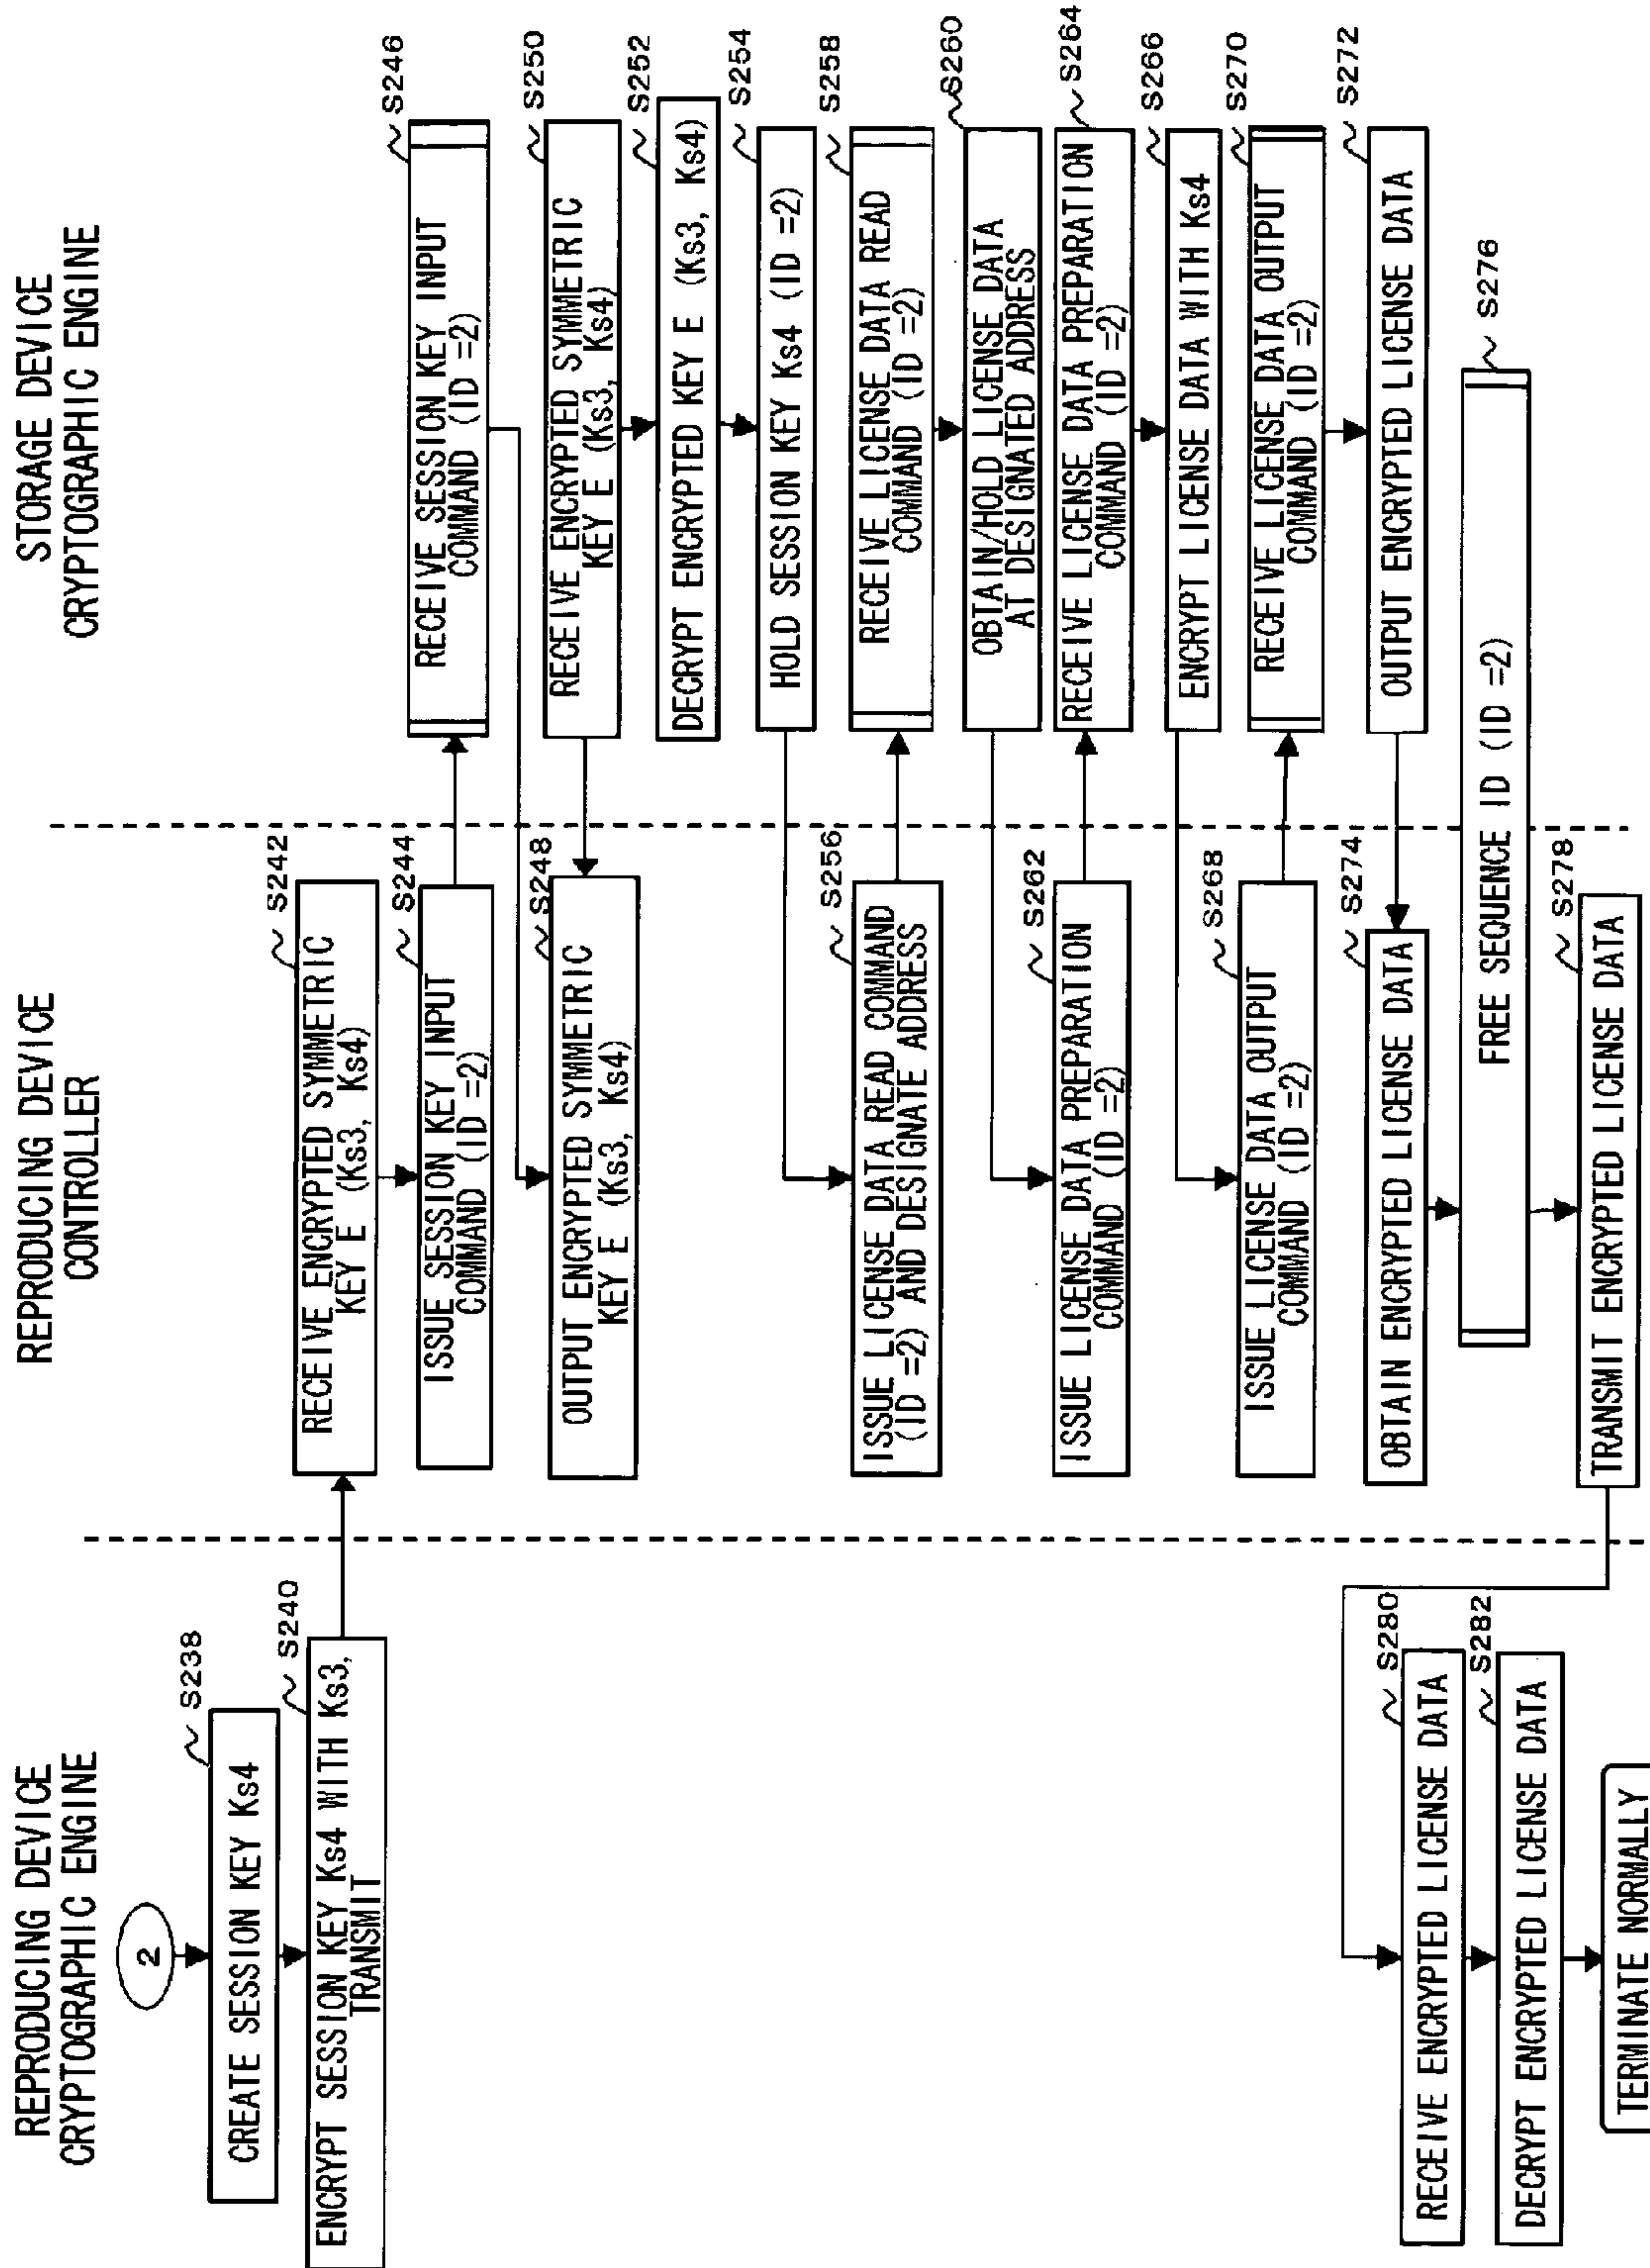 REPRODUCING DEVICE
CRYPTOGRAPHIC ENGINE
REPRODUCING DEVICE
CONTROLLER
STORAGE DEVICE
CRYPTOGRAPHIC ENGINE
2
S238
CREATE SESSION KEY Ks4
S240
ENCRYPT SESSION KEY Ks4 WITH Ks3,
TRANSMIT
S242
RECEIVE ENCRYPTED SYMMETRIC
KEY E (Ks3, Ks4)
S244
ISSUE SESSION KEY INPUT
COMMAND (ID =2)
S246
RECEIVE SESSION KEY INPUT
COMMAND (ID =2)
S248
OUTPUT ENCRYPTED SYMMETRIC
KEY E (Ks3, Ks4)
S250
RECEIVE ENCRYPTED SYMMETRIC
KEY E (Ks3, Ks4)
S252
DECRYPT ENCRYPTED KEY E (Ks3, Ks4)
S254
HOLD SESSION KEY Ks4 (ID =2)
S256
ISSUE LICENSE DATA READ COMMAND
(ID =2) AND DESIGNATE ADDRESS
S258
RECEIVE LICENSE DATA READ
COMMAND (ID =2)
S260
OBTAIN/HOLD LICENSE DATA
AT DESIGNATED ADDRESS
S262
ISSUE LICENSE DATA PREPARATION
COMMAND (ID =2)
S264
RECEIVE LICENSE DATA PREPARATION
COMMAND (ID =2)
S266
ENCRYPT LICENSE DATA WITH Ks4
S268
ISSUE LICENSE DATA OUTPUT
COMMAND (ID =2)
S270
RECEIVE LICENSE DATA OUTPUT
COMMAND (ID =2)
S272
OUTPUT ENCRYPTED LICENSE DATA
S274
OBTAIN ENCRYPTED LICENSE DATA
S276
FREE SEQUENCE ID (ID =2)
S278
TRANSMIT ENCRYPTED LICENSE DATA
S280
RECEIVE ENCRYPTED LICENSE DATA
S282
DECRYPT ENCRYPTED LICENSE DATA
TERMINATE NORMALLY